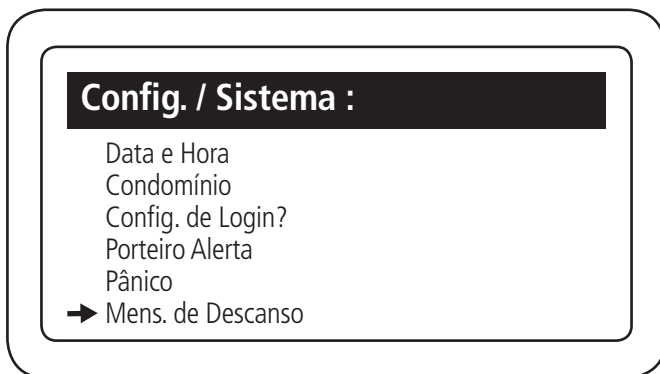 Config. / Sistema :
Data e Hora
Condomínio
Config. de Login?
Porteiro Alerta
Pânico
Mens. de Descanso